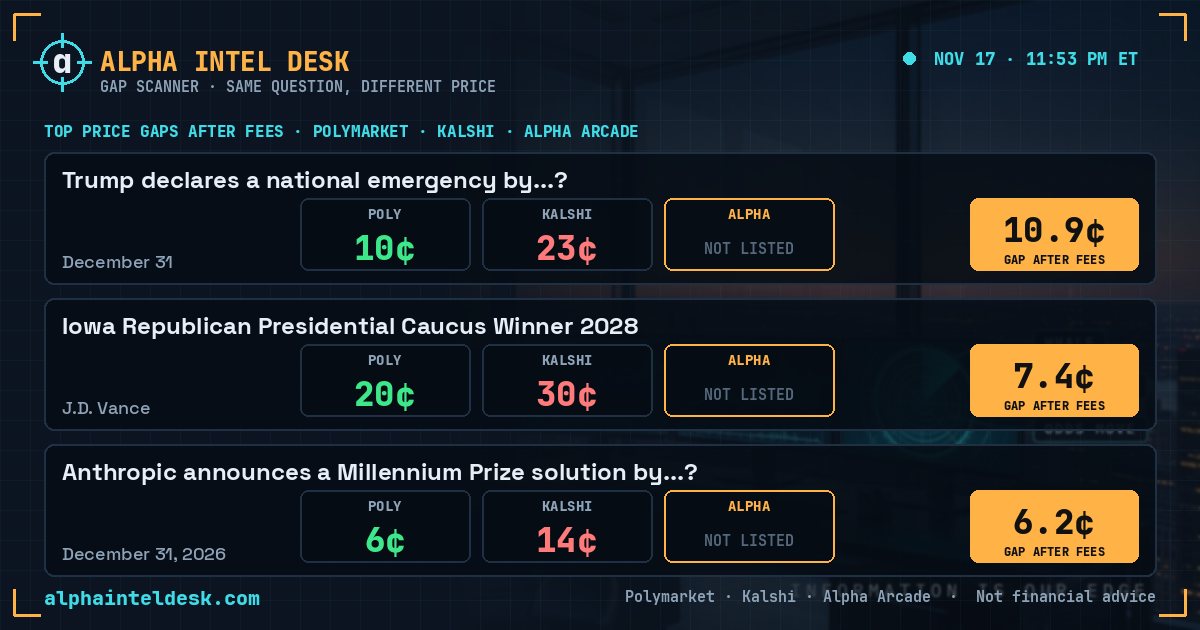 α
ALPHA INTEL DESK
NOV 17 · 11:53 PM ET
GAP SCANNER · SAME QUESTION, DIFFERENT PRICE
TOP PRICE GAPS AFTER FEES · POLYMARKET · KALSHI · ALPHA ARCADE
Trump declares a national emergency by...?
December 31
POLY
10¢
KALSHI
23¢
ALPHA
NOT LISTED
10.9¢
GAP AFTER FEES
Iowa Republican Presidential Caucus Winner 2028
J.D. Vance
POLY
20¢
KALSHI
30¢
ALPHA
NOT LISTED
7.4¢
GAP AFTER FEES
Anthropic announces a Millennium Prize solution by...?
December 31, 2026
POLY
6¢
KALSHI
14¢
ALPHA
NOT LISTED
6.2¢
GAP AFTER FEES
INFORMATION IS OUR EDGE
alphainteldesk.com
Polymarket · Kalshi · Alpha Arcade · Not financial advice